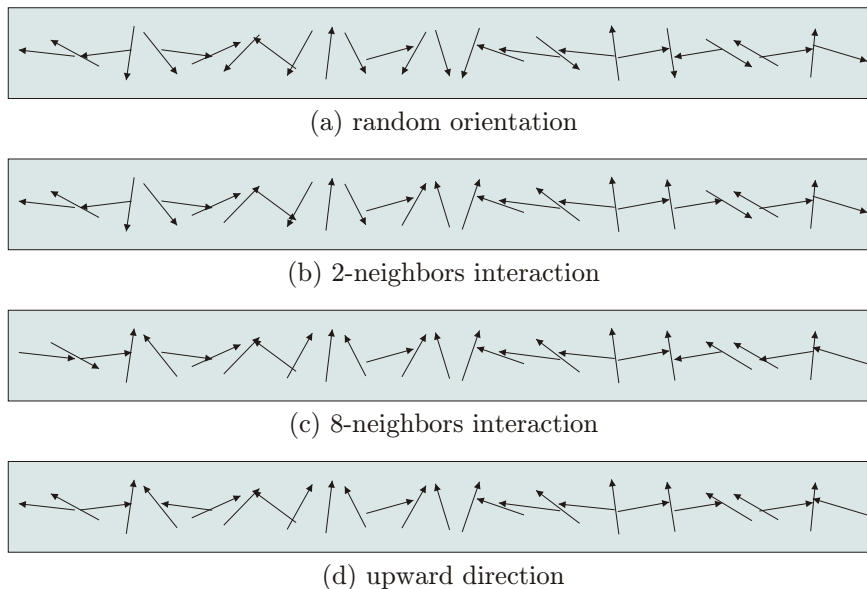 (a) random orientation
(b) 2-neighbors interaction
(c) 8-neighbors interaction
(d) upward direction